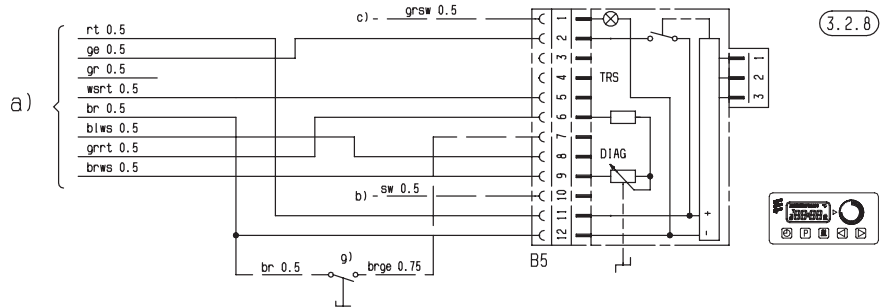 3.2.8
c) grsw 0.5
a)
rt 0.5
ge 0.5
gr 0.5
wsrt 0.5
br 0.5
blws 0.5
grrt 0.5
brws 0.5
b) sw 0.5
g)
br 0.5
brge 0.75
1
2
3
4
5
6
7
8
9
10
11
12
B5
TRS
DIAG
+
-
1
2
3
P